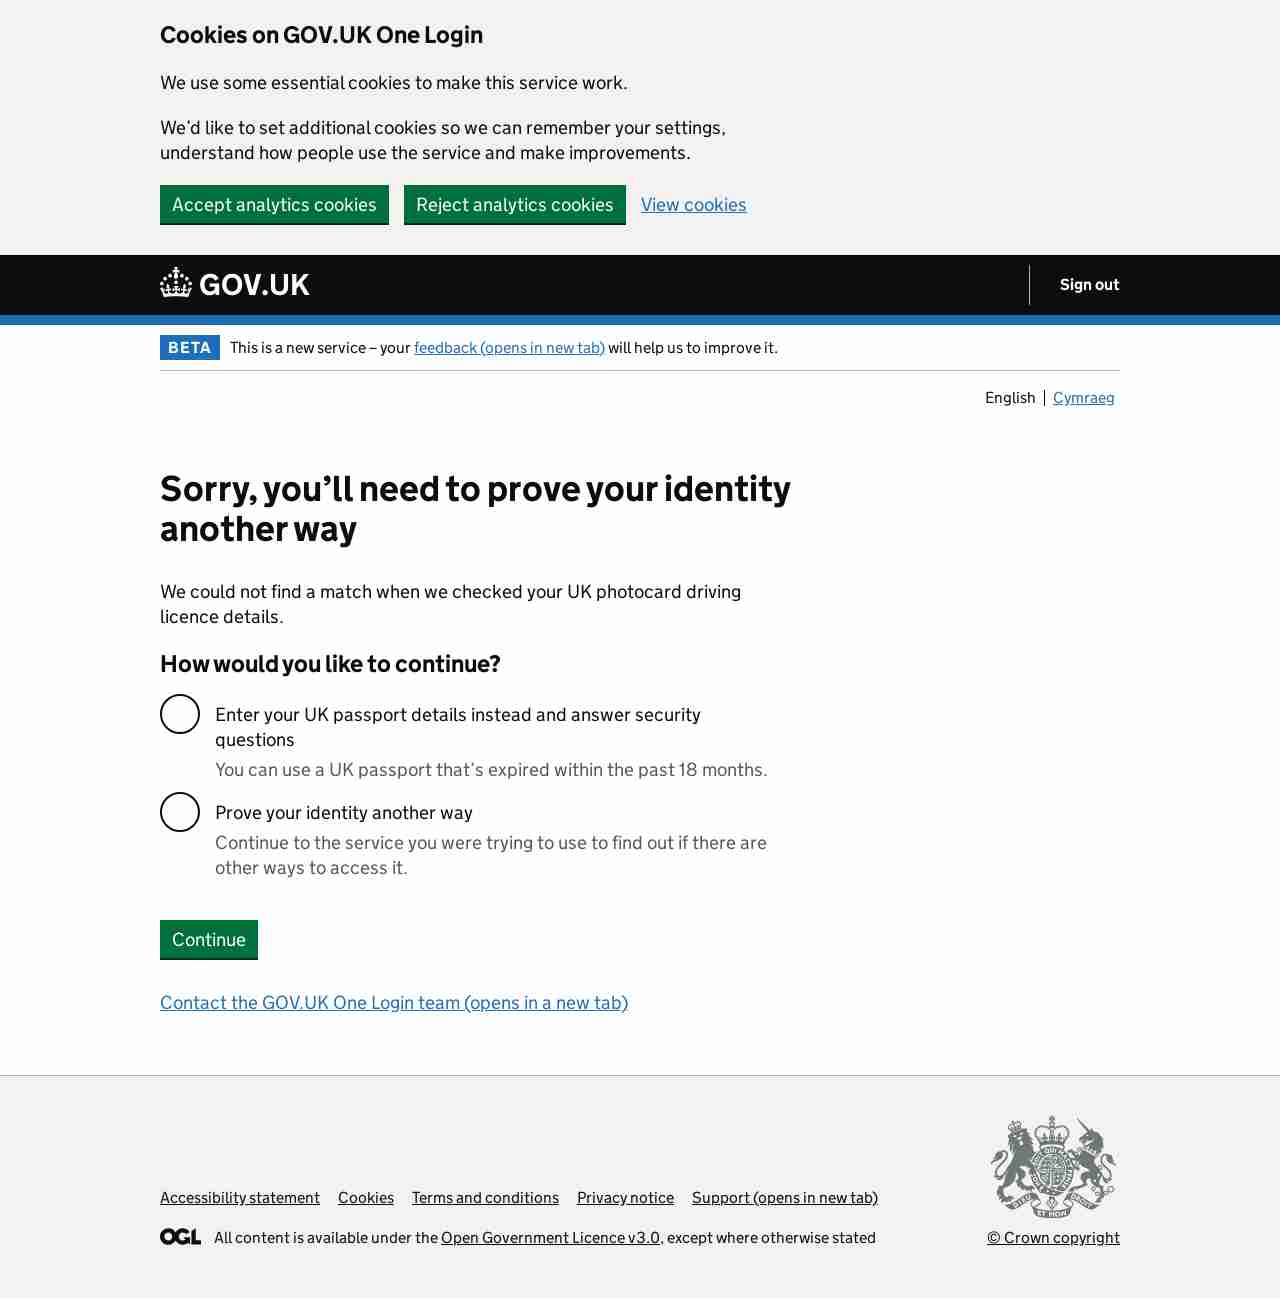 Cookies on GOV.UK One Login
We use some essential cookies to make this service work.
We’d like to set additional cookies so we can remember your settings,
understand how people use the service and make improvements.
Accept analytics cookies Reject analytics cookies View cookies
GOV.UK Sign out
BETA This is a new service – your feedback (opens in new tab) will help us to improve it.
English Cymraeg
Sorry, you’ll need to prove your identity
another way
We could not find a match when we checked your UK photocard driving
licence details.
How would you like to continue?
Enter your UK passport details instead and answer security
questions
You can use a UK passport that’s expired within the past 18 months.
Prove your identity another way
Continue to the service you were trying to use to find out if there are
other ways to access it.
Continue
Contact the GOV.UK One Login team (opens in a new tab)
Accessibility statement Cookies Terms and conditions Privacy notice Support (opens in new tab)
OGL All content is available under the Open Government Licence v3.0, except where otherwise stated
© Crown copyright